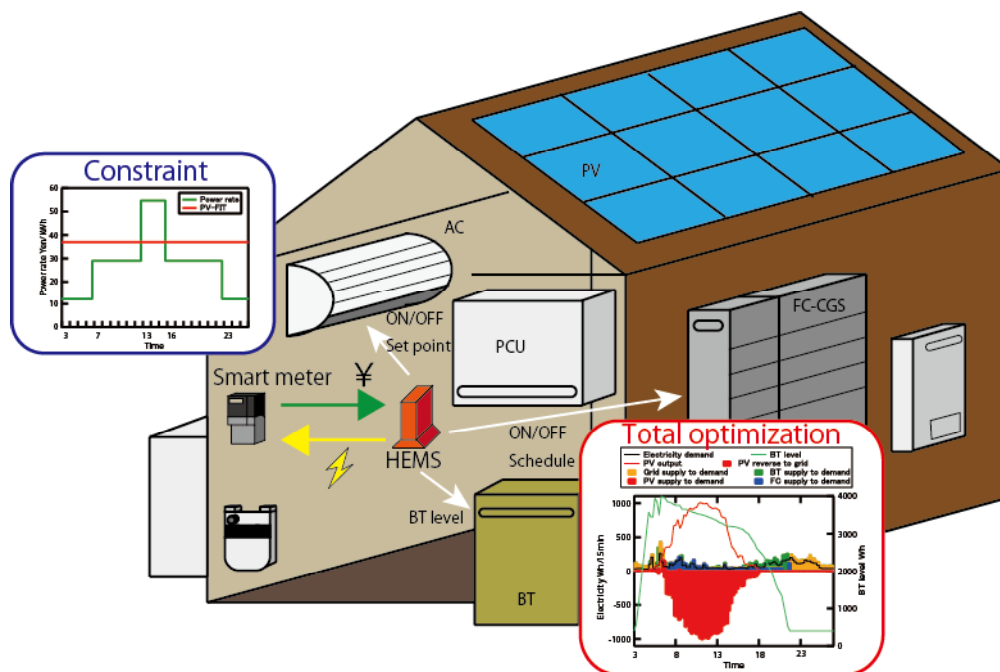 Constraint
Power rate Yen/kWh
60
50
40
30
20
10
0
Power rate
PV-FIT
3
7
13
16
23
Time
PV
AC
ON/OFF
Set point
PCU
FC-CGS
Smart meter
¥
HEMS
ON/OFF
Schedule
BT level
BT
Total optimization
Electricity demand
BT level
PV output
PV reverse to grid
Grid supply to demand
BT supply to demand
PV supply to demand
FC supply to demand
Electricity Wh/15min
1000
500
0
-500
-1000
4000
3000
2000
1000
0
BT level Wh
3
8
13
18
23
Time